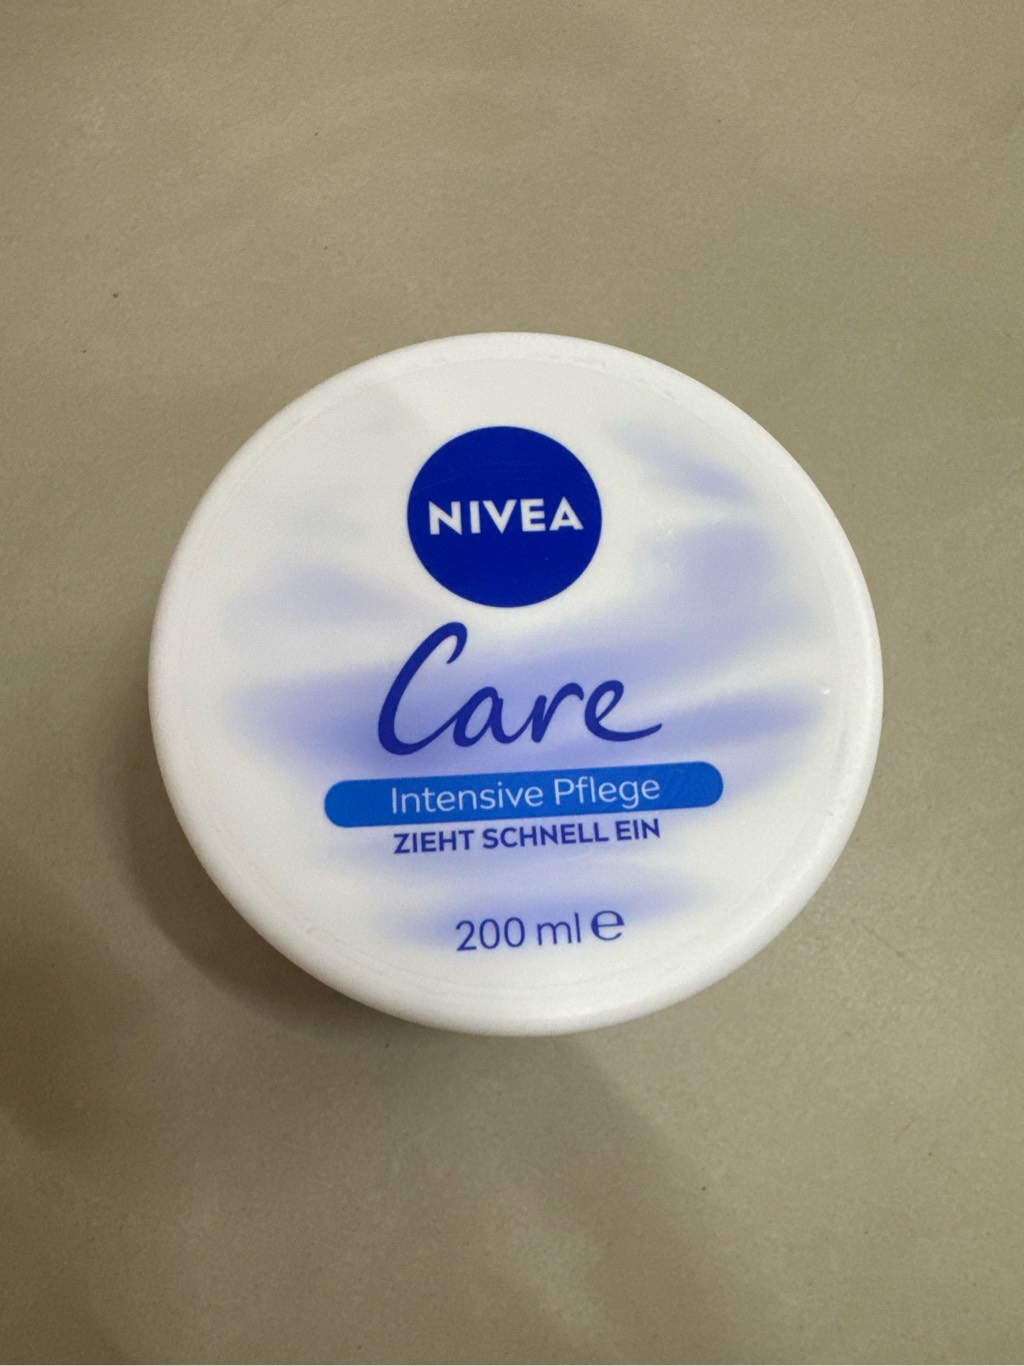 NIVEA
Care
Intensive Pflege
ZIEHT SCHNELL EIN
200 ml ℮